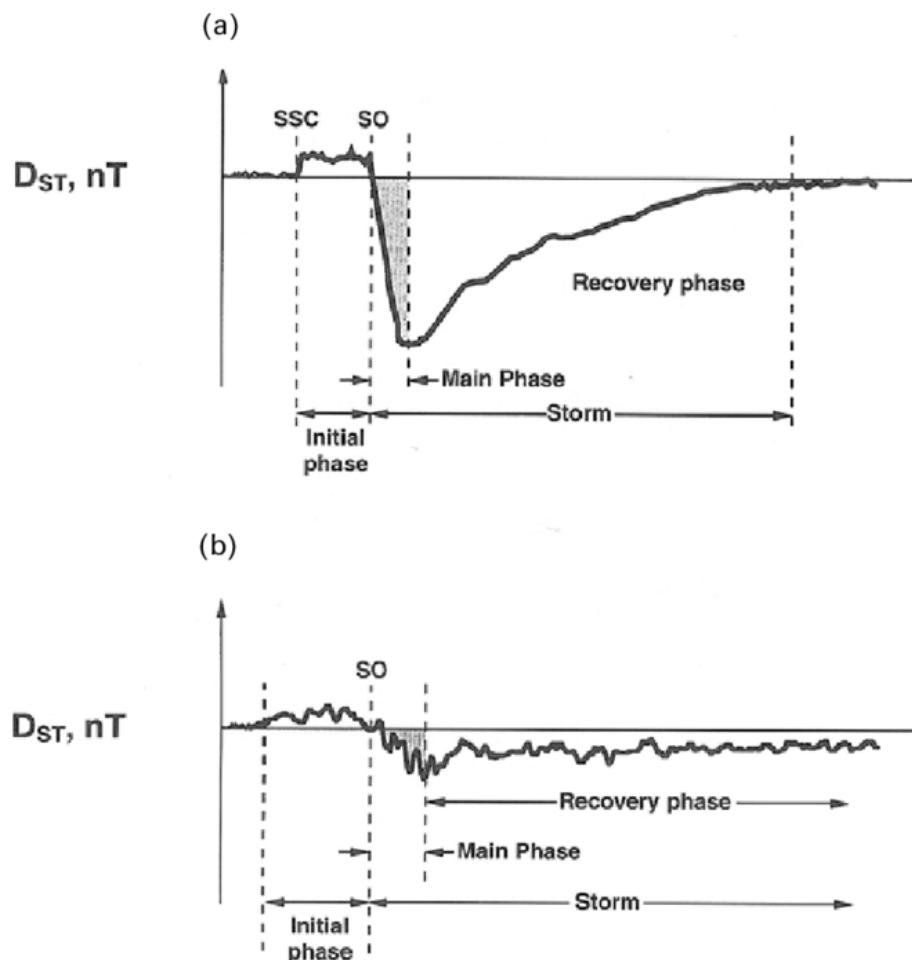 (a)
SSC SO
DST, nT
Recovery phase
Main Phase
Storm
Initial
phase
(b)
SO
DST, nT
Recovery phase
Main Phase
Storm
Initial
phase